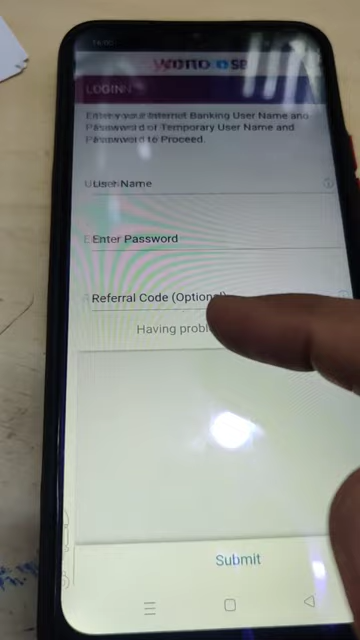 LOGIN
Enter your Internet Banking User Name and
Password or Temporary User Name and
Password to Proceed.
User Name
Enter Password
Referral Code (Optional)
Having
Submit